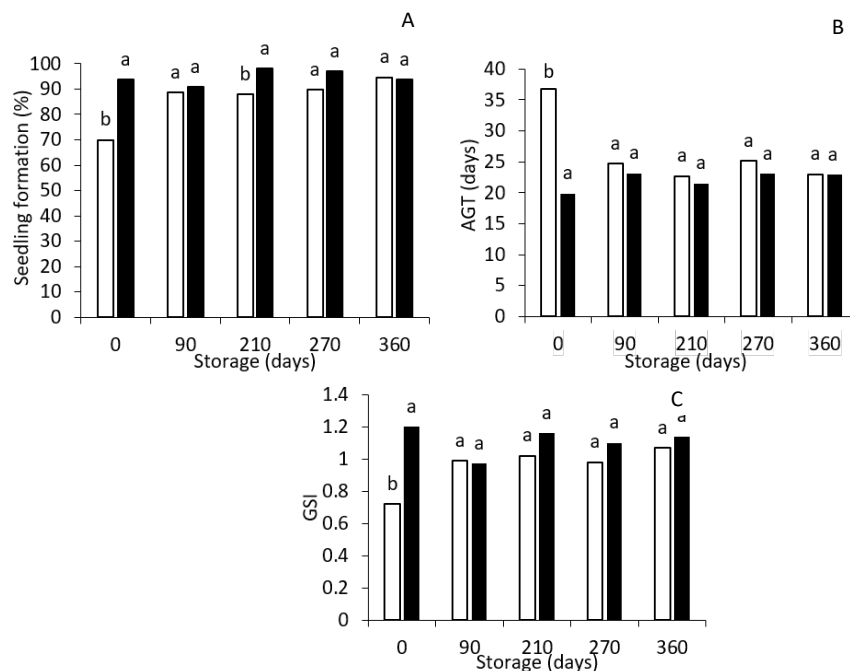 A
Seedling formation (%)
100
90
80
70
60
50
40
30
20
10
0
b a
a a
b a
a a
a a
0 90 210 270 360
Storage (days)
B
AGT (days)
40
35
30
25
20
15
10
5
0
b a
a a
a a
a a
a a
0 90 210 270 360
Storage (days)
C
GSI
1.4
1.2
1
0.8
0.6
0.4
0.2
0
b a
a a
a a
a a
a a
0 90 210 270 360
Storage (days)